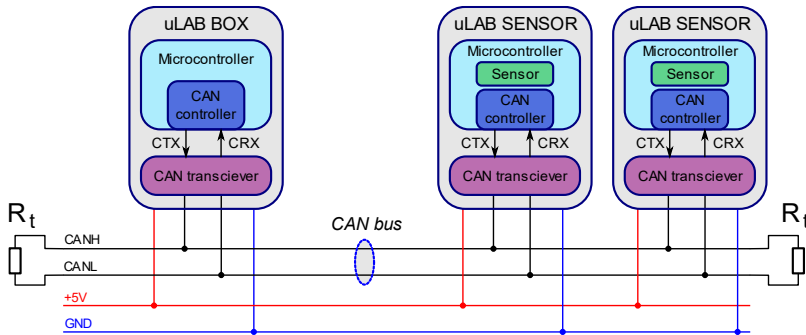 uLAB BOX
Microcontroller
CAN
controller
CTX
CRX
CAN transciever
uLAB SENSOR
Microcontroller
Sensor
CAN
controller
CTX
CRX
CAN transciever
uLAB SENSOR
Microcontroller
Sensor
CAN
controller
CTX
CRX
CAN transciever
Rt
CAN bus
Rt
CANH
CANL
+5V
GND